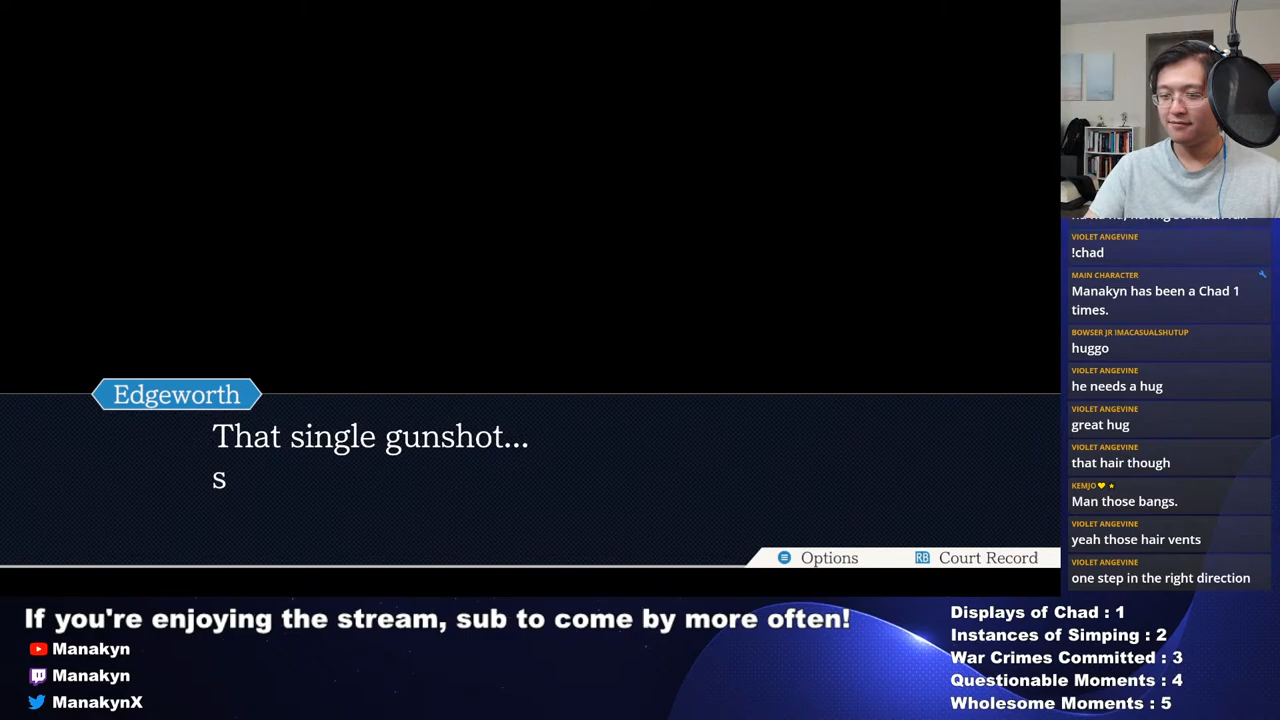 Edgeworth
That single gunshot...
s
Options
RB Court Record
VIOLET ANGEVINE
!chad
MAIN CHARACTER
Manakyn has been a Chad 1
times.
BOWSER JR IMACASUALSHUTUP
huggo
VIOLET ANGEVINE
he needs a hug
VIOLET ANGEVINE
great hug
VIOLET ANGEVINE
that hair though
KEMJO
Man those bangs.
VIOLET ANGEVINE
yeah those hair vents
VIOLET ANGEVINE
one step in the right direction
If you're enjoying the stream, sub to come by more often!
Manakyn
Manakyn
ManakynX
Displays of Chad : 1
Instances of Simping : 2
War Crimes Committed : 3
Questionable Moments : 4
Wholesome Moments : 5